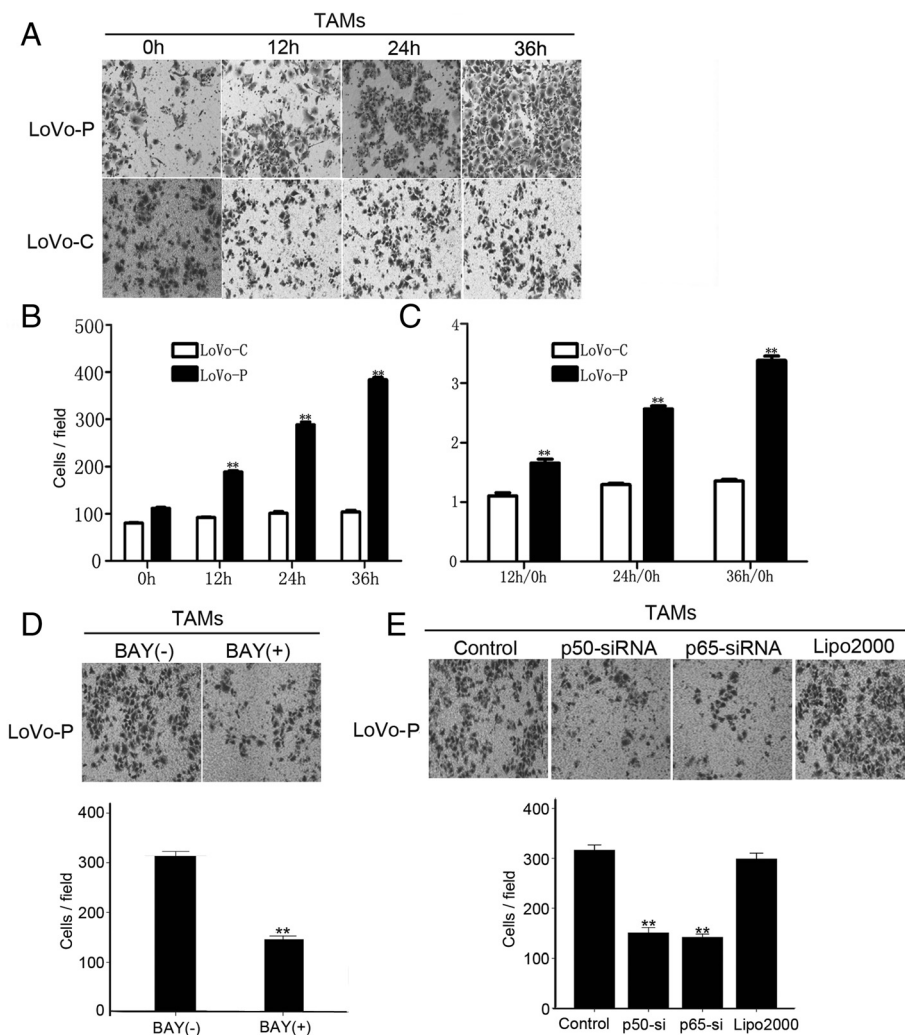 A
TAMs
0h 12h 24h 36h
LoVo-P
LoVo-C
B
500
400
300
200
100
0
Cells / field
LoVo-C
LoVo-P
** ** **
0h 12h 24h 36h
C
4
3
2
1
0
LoVo-C
LoVo-P
** ** **
12h/0h 24h/0h 36h/0h
D
TAMs
BAY(-) BAY(+)
LoVo-P
400
300
200
100
0
Cells / field
**
BAY(-) BAY(+)
E
TAMs
Control p50-siRNA p65-siRNA Lipo2000
LoVo-P
400
300
200
100
0
Cells / field
** **
Control p50-si p65-si Lipo2000